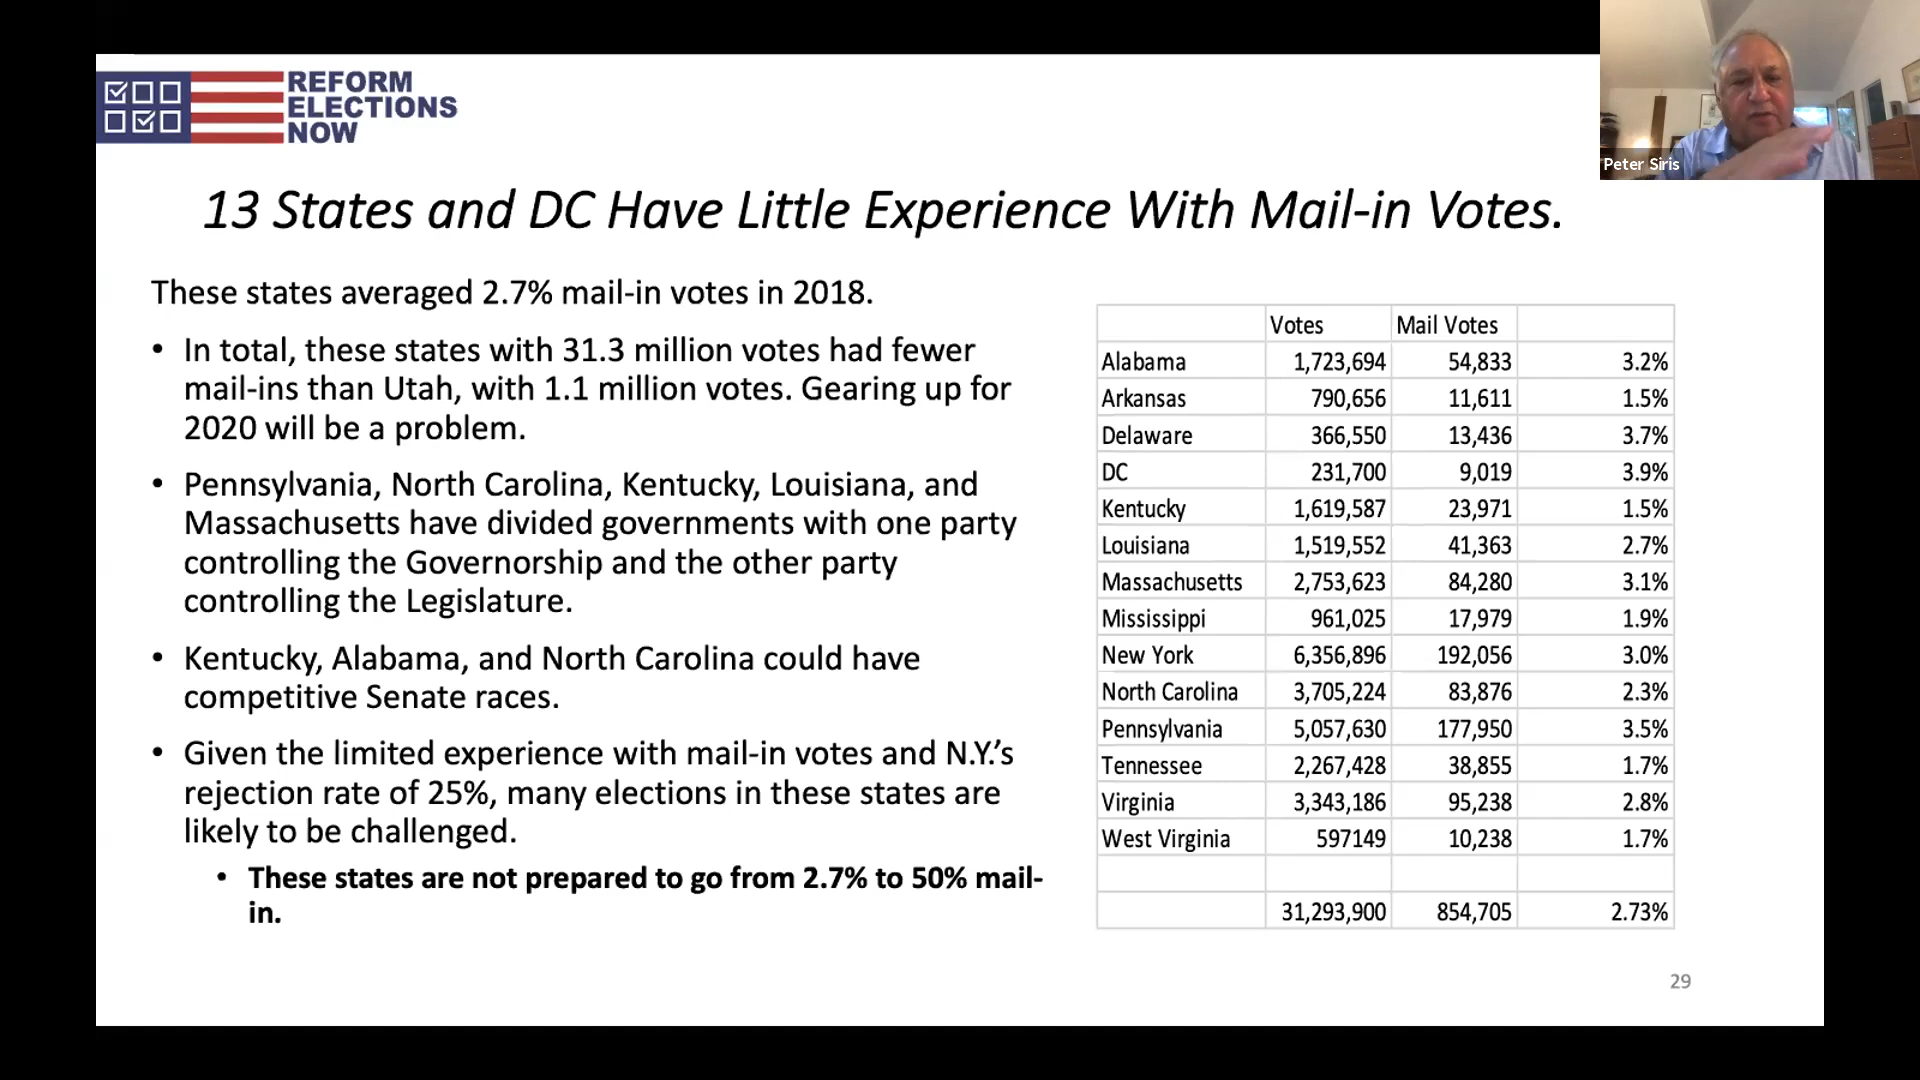 REFORM
ELECTIONS
NOW
Peter Siris
13 States and DC Have Little Experience With Mail-in Votes.
These states averaged 2.7% mail-in votes in 2018.
• In total, these states with 31.3 million votes had fewer
mail-ins than Utah, with 1.1 million votes. Gearing up for
2020 will be a problem.
• Pennsylvania, North Carolina, Kentucky, Louisiana, and
Massachusetts have divided governments with one party
controlling the Governorship and the other party
controlling the Legislature.
• Kentucky, Alabama, and North Carolina could have
competitive Senate races.
• Given the limited experience with mail-in votes and N.Y.’s
rejection rate of 25%, many elections in these states are
likely to be challenged.
• These states are not prepared to go from 2.7% to 50% mail-
in.
Votes Mail Votes
Alabama 1,723,694 54,833 3.2%
Arkansas 790,656 11,611 1.5%
Delaware 366,550 13,436 3.7%
DC 231,700 9,019 3.9%
Kentucky 1,619,587 23,971 1.5%
Louisiana 1,519,552 41,363 2.7%
Massachusetts 2,753,623 84,280 3.1%
Mississippi 961,025 17,979 1.9%
New York 6,356,896 192,056 3.0%
North Carolina 3,705,224 83,876 2.3%
Pennsylvania 5,057,630 177,950 3.5%
Tennessee 2,267,428 38,855 1.7%
Virginia 3,343,186 95,238 2.8%
West Virginia 597149 10,238 1.7%
31,293,900 854,705 2.73%
29